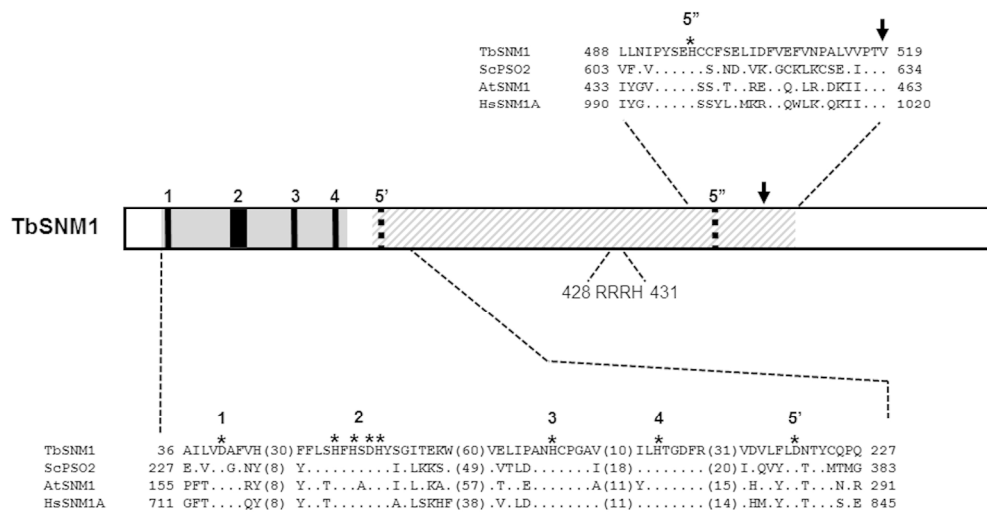 5”
*
TbSNM1 488 LLNIPYSEHCCFSELIDFVEFVNPALVVPTV 519
ScPSO2 603 VF.V......S.ND.VK.GCKLKCSE.I... 634
AtSNM1 433 IYGV......SS.T..RE..Q.LR.DKII... 463
HsSNM1A 990 IYG......SSYL.MKR..QWLK.QKII... 1020
1 2 3 4 5’ 5”
TbSNM1
428 RRRH 431
1 2 3 4 5’
* * * * * * * *
TbSNM1 36 AILVDAFVH(30)FFLSHFHSDHYSGITEKW(60)VELIPANHCPGAV(10)ILHTGDFR(31)VDVLFLDNTYCQPQ 227
ScPSO2 227 E.V..G.NY(8)Y...........I.LKKS.(49)V.TLD........I(18)........(20)I.QVY..T...MTMG 383
AtSNM1 155 PFT....RY(8)Y..T....A....I..KA.(57)T..E........A(11)Y.......(15).H..Y..T...N.R 291
HsSNM1A 711 GFT....QY(8)Y..T.........A.LSKHF(38)V..LD.........(11)........(14)HM.Y..T...S.E 845